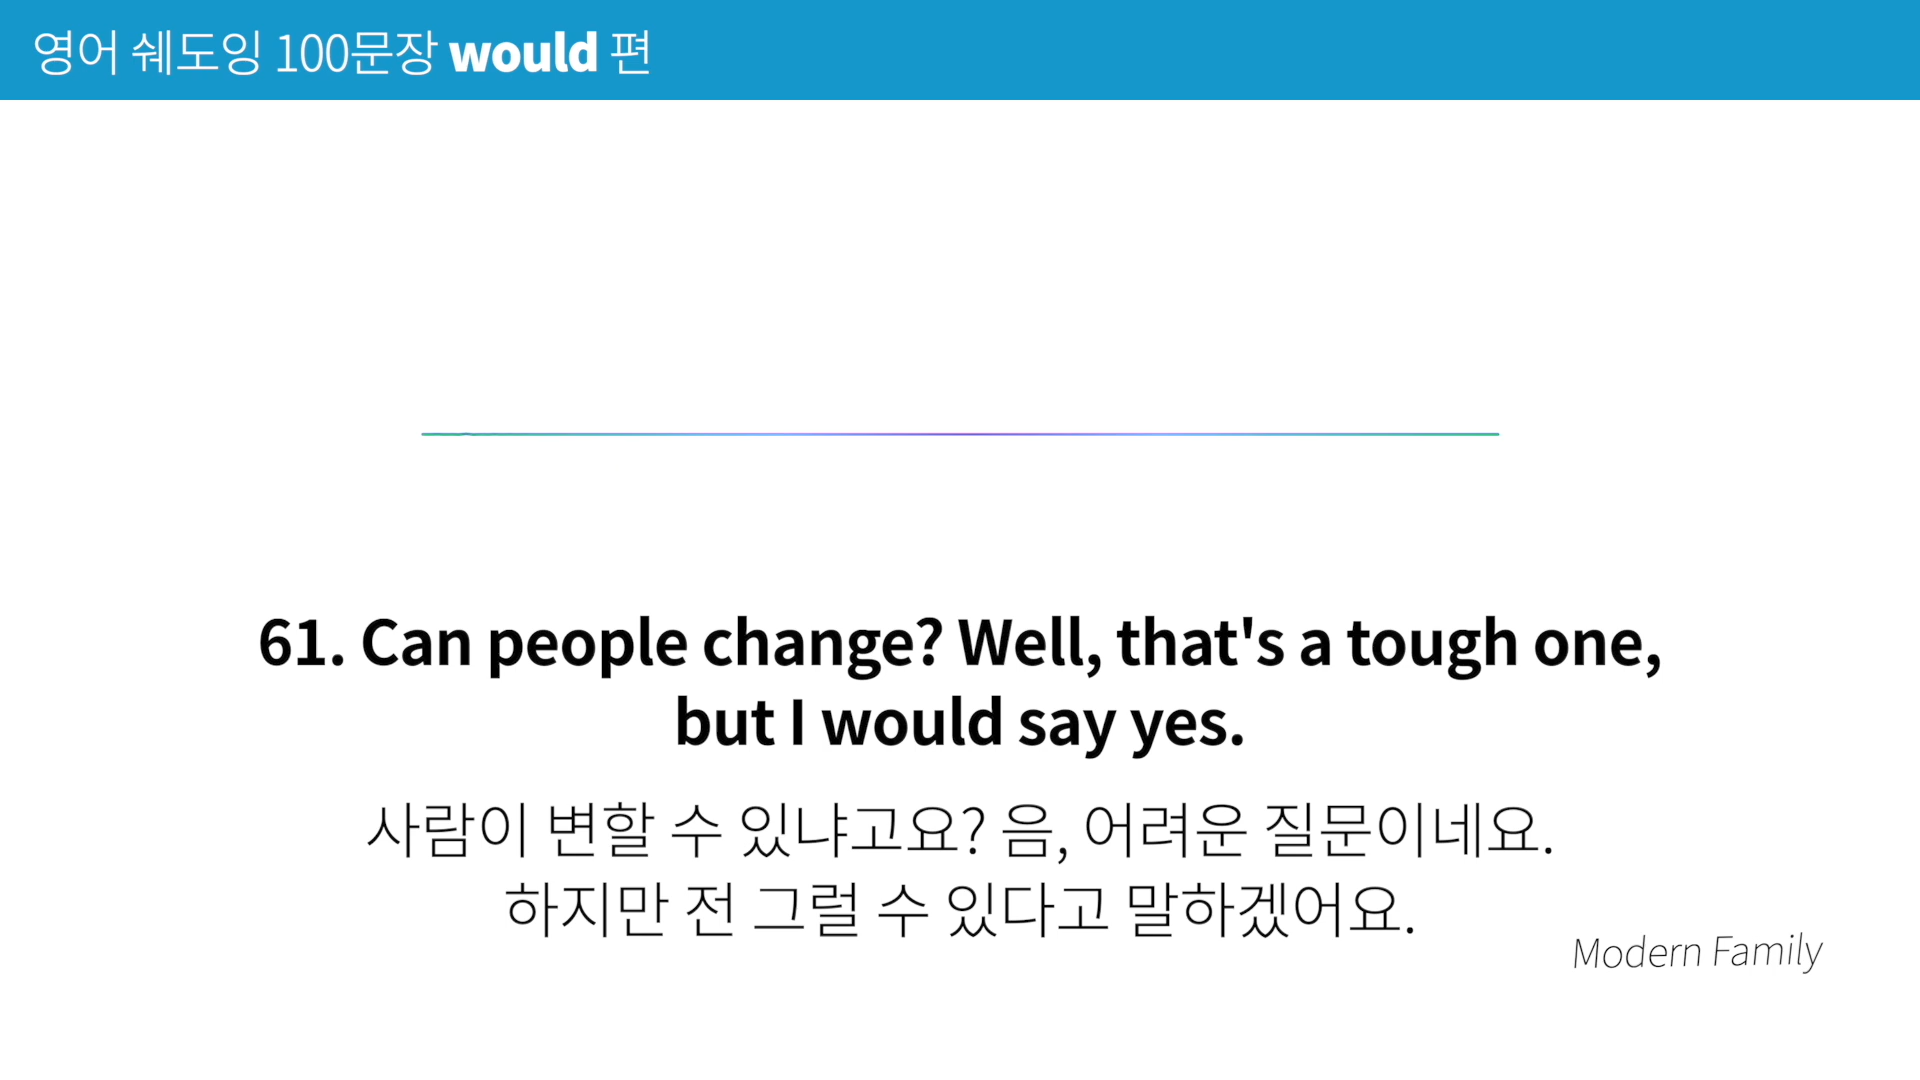 영어 쉐도잉 100문장 would 편
61. Can people change? Well, that's a tough one,
but I would say yes.
사람이 변할 수 있냐고요? 음, 어려운 질문이네요.
하지만 전 그럴 수 있다고 말하겠어요.
Modern Family